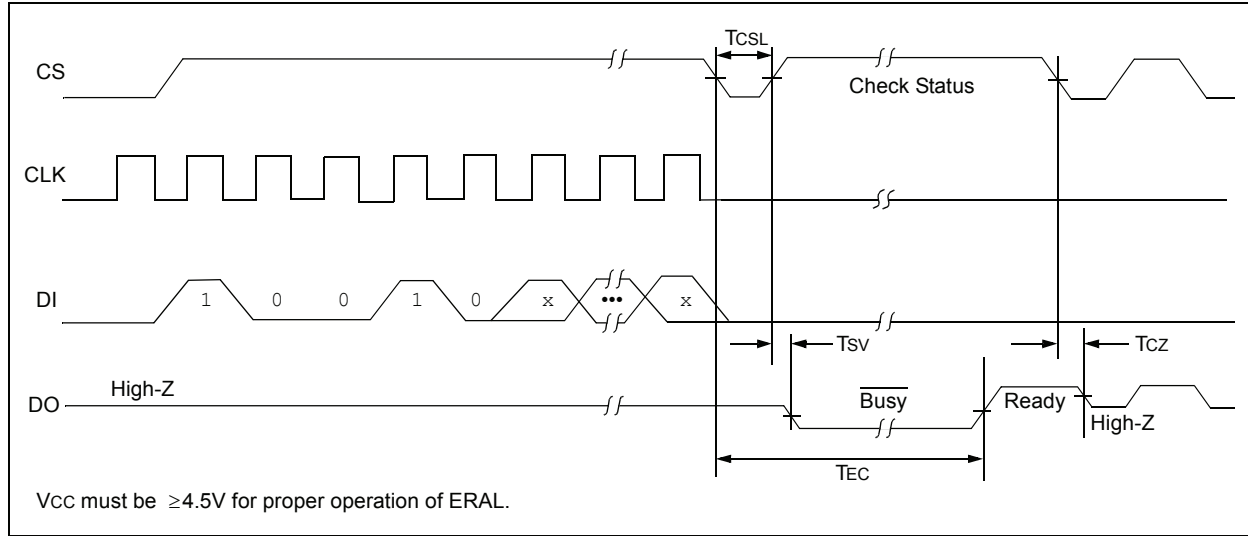 TCSL
CS
Check Status
CLK
DI
1 0 0 1 0 x ••• x
TSV
TCZ
High-Z
DO
Busy
Ready
High-Z
TEC
VCC must be ≥4.5V for proper operation of ERAL.